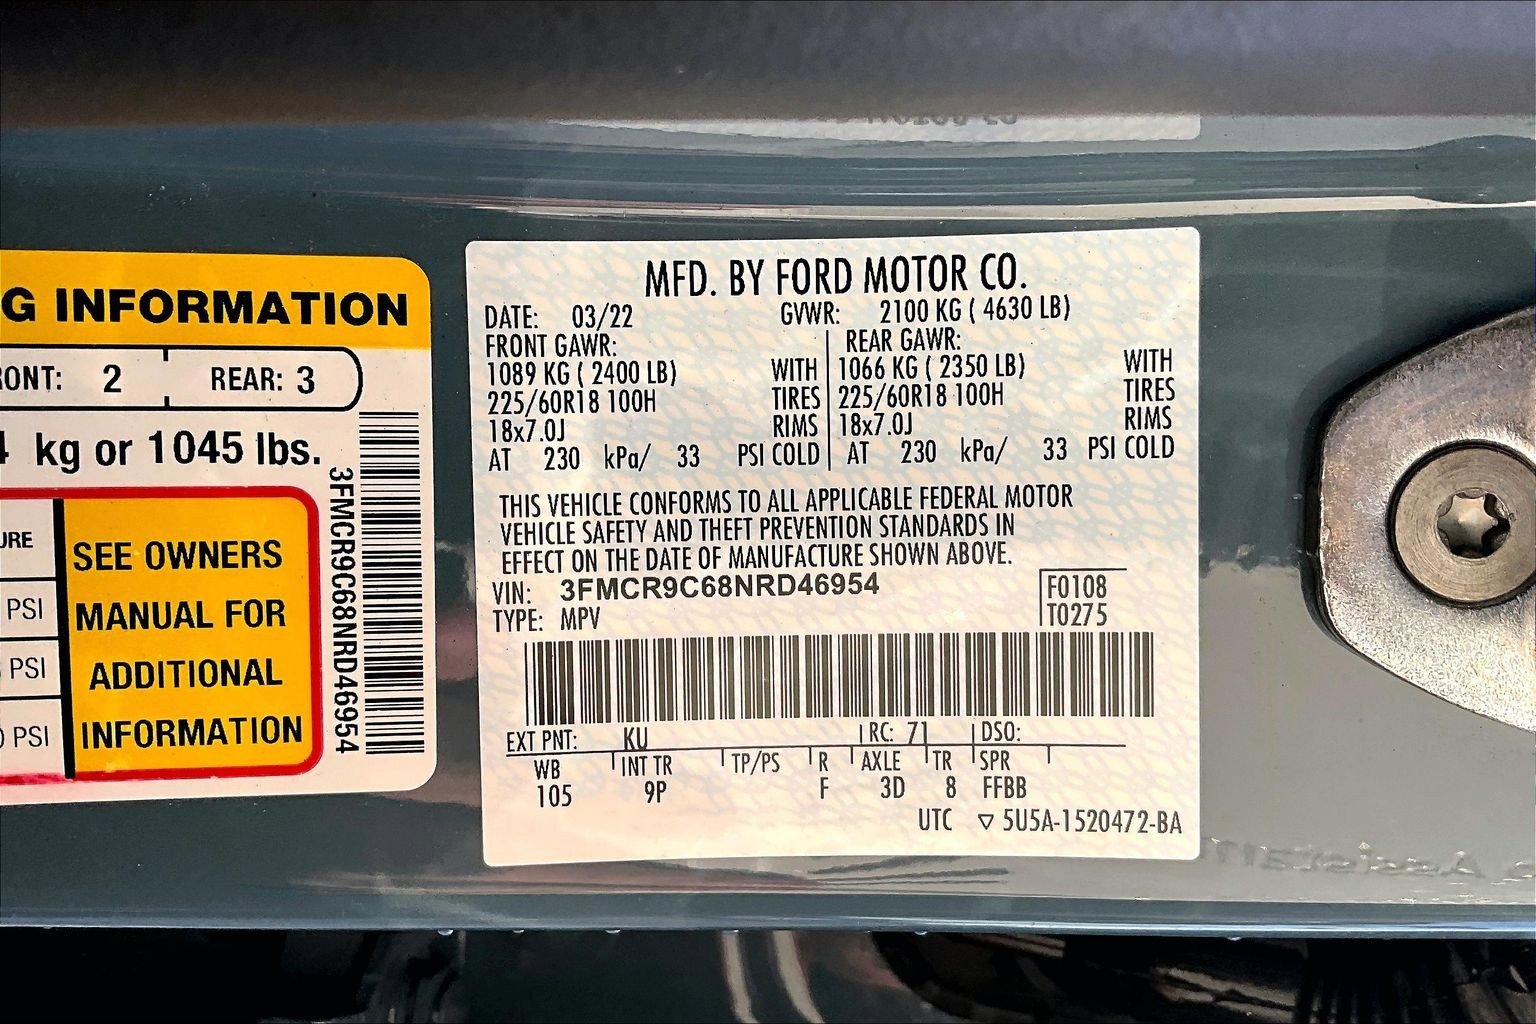 G INFORMATION
ONT: 2 REAR: 3
kg or 1045 lbs.
URE
PSI
PSI
PSI
SEE OWNERS
MANUAL FOR
ADDITIONAL
INFORMATION
3FMCR9C68NRD46954
MFD. BY FORD MOTOR CO.
DATE: 03/22 GVWR: 2100 KG ( 4630 LB)
FRONT GAWR: REAR GAWR:
1089 KG ( 2400 LB) WITH 1066 KG ( 2350 LB) WITH
225/60R18 100H TIRES 225/60R18 100H TIRES
18x7.0J RIMS 18x7.0J RIMS
AT 230 kPa/ 33 PSI COLD AT 230 kPa/ 33 PSI COLD
THIS VEHICLE CONFORMS TO ALL APPLICABLE FEDERAL MOTOR
VEHICLE SAFETY AND THEFT PREVENTION STANDARDS IN
EFFECT ON THE DATE OF MANUFACTURE SHOWN ABOVE.
VIN: 3FMCR9C68NRD46954 F0108
TYPE: MPV T0275
EXT PNT: KU RC: 71 DSO:
WB INT TR TP/PS R AXLE TR SPR
105 9P F 3D 8 FFBB
UTC ▽ 5U5A-1520472-BA